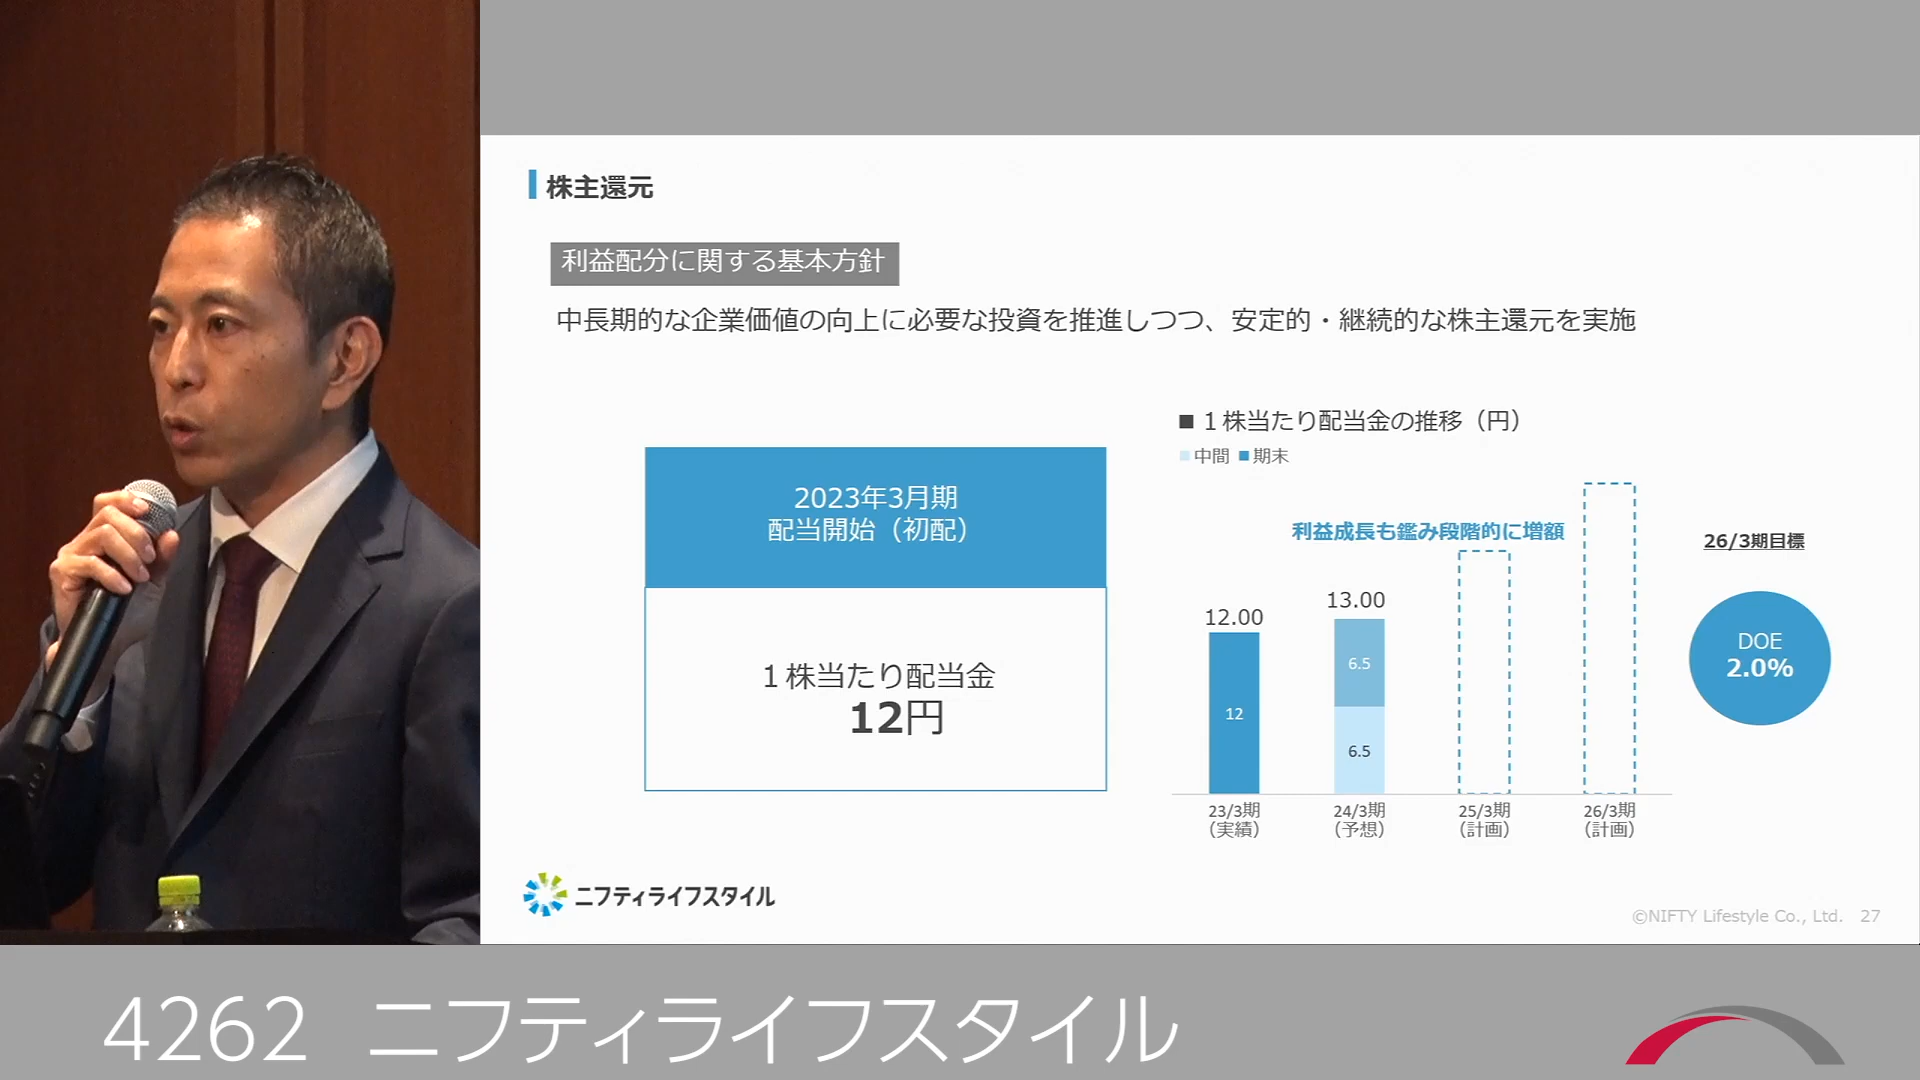 株主還元
利益配分に関する基本方針
中長期的な企業価値の向上に必要な投資を推進しつつ、安定的・継続的な株主還元を実施
2023年3月期
配当開始（初配）
１株当たり配当金
12円
■１株当たり配当金の推移（円）
中間 期末
利益成長も鑑み段階的に増額
12.00
13.00
12
6.5
6.5
23/3期
（実績）
24/3期
（予想）
25/3期
（計画）
26/3期
（計画）
26/3期目標
DOE
2.0%
ニフティライフスタイル
©NIFTY Lifestyle Co., Ltd. 27
4262 ニフティライフスタイル